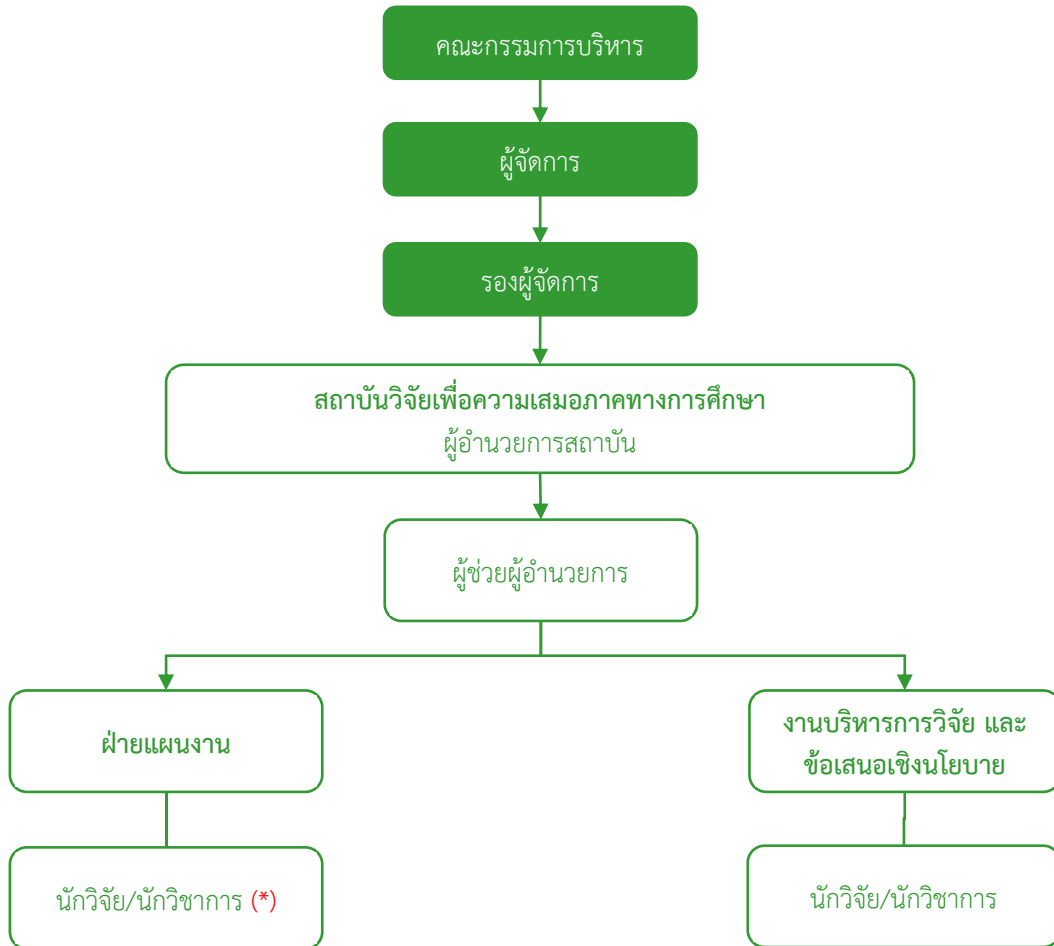 คณะกรรมการบริหาร
ผู้จัดการ
รองผู้จัดการ
สถาบันวิจัยเพื่อความเสมอภาคทางการศึกษา
ผู้อำนวยการสถาบัน
ผู้ช่วยผู้อำนวยการ
ฝ่ายแผนงาน
งานบริหารการวิจัย และ
ข้อเสนอเชิงนโยบาย
นักวิจัย/นักวิชาการ (*)
นักวิจัย/นักวิชาการ